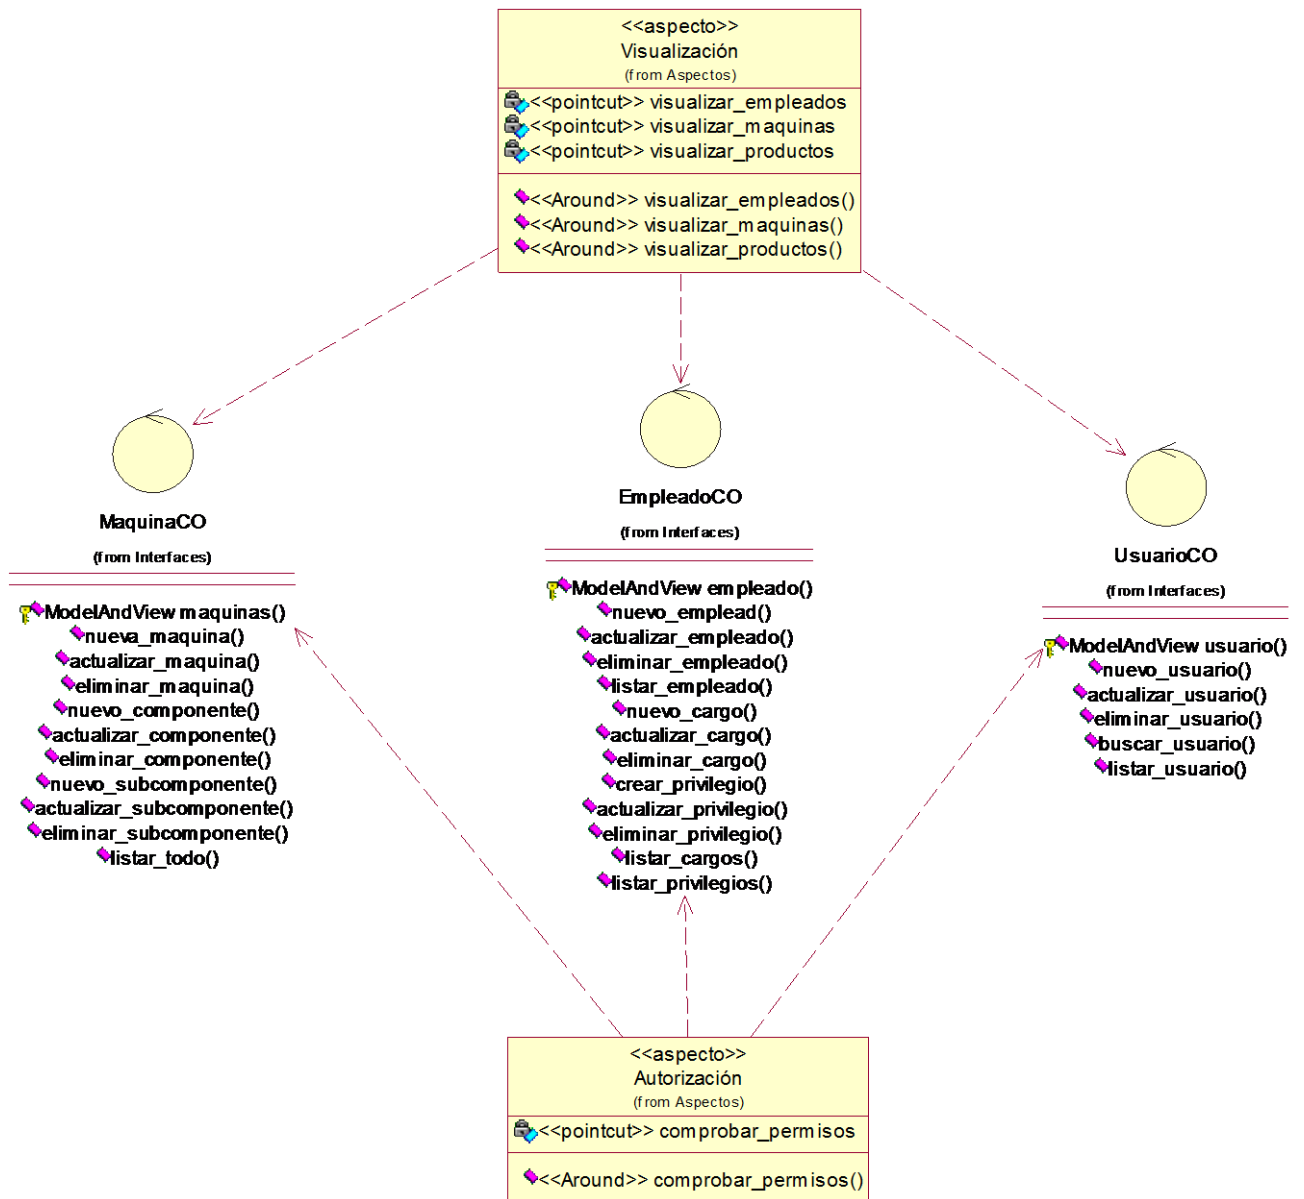 <<aspecto>>
Visualización
(from Aspectos)
<<pointcut>> visualizar_empleados
<<pointcut>> visualizar_maquinas
<<pointcut>> visualizar_productos
<<Around>> visualizar_empleados()
<<Around>> visualizar_maquinas()
<<Around>> visualizar_productos()
MaquinaCO
(from Interfaces)
ModelAndView maquinas()
nueva_maquina()
actualizar_maquina()
eliminar_maquina()
nuevo_componente()
actualizar_componente()
eliminar_componente()
nuevo_subcomponente()
actualizar_subcomponente()
eliminar_subcomponente()
listar_todo()
EmpleadoCO
(from Interfaces)
ModelAndView empleado()
nuevo_emplead()
actualizar_empleado()
eliminar_empleado()
listar_empleado()
nuevo_cargo()
actualizar_cargo()
eliminar_cargo()
crear_privilegio()
actualizar_privilegio()
eliminar_privilegio()
listar_cargos()
listar_privilegios()
UsuarioCO
(from Interfaces)
ModelAndView usuario()
nuevo_usuario()
actualizar_usuario()
eliminar_usuario()
buscar_usuario()
listar_usuario()
<<aspecto>>
Autorización
(from Aspectos)
<<pointcut>> comprobar_permisos
<<Around>> comprobar_permisos()